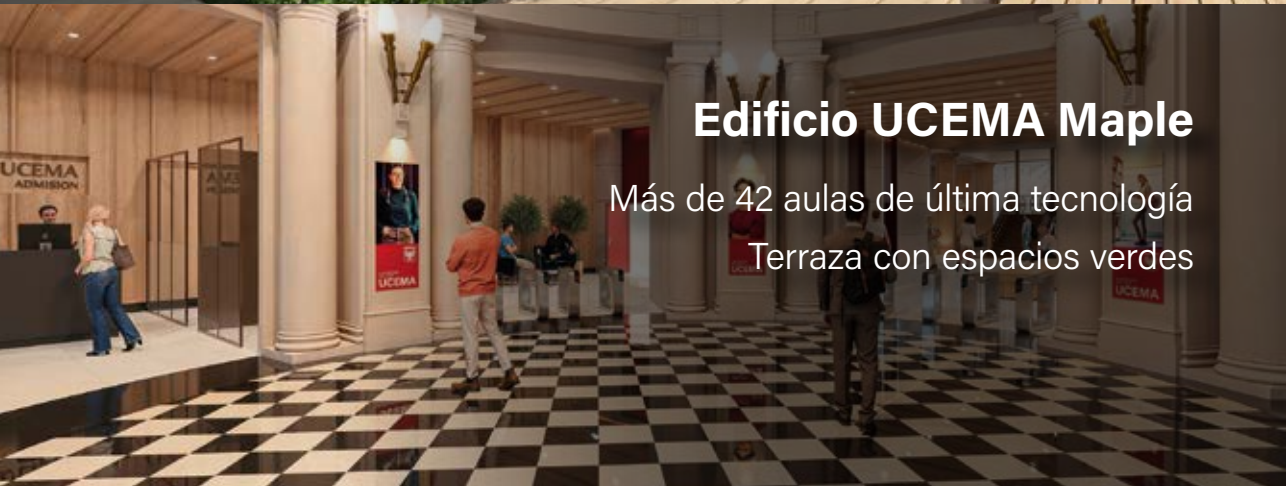 UCEMA
ADMISION
Edificio UCEMA Maple
Más de 42 aulas de última tecnología
Terraza con espacios verdes
UCEMA
UCEMA
UCEMA